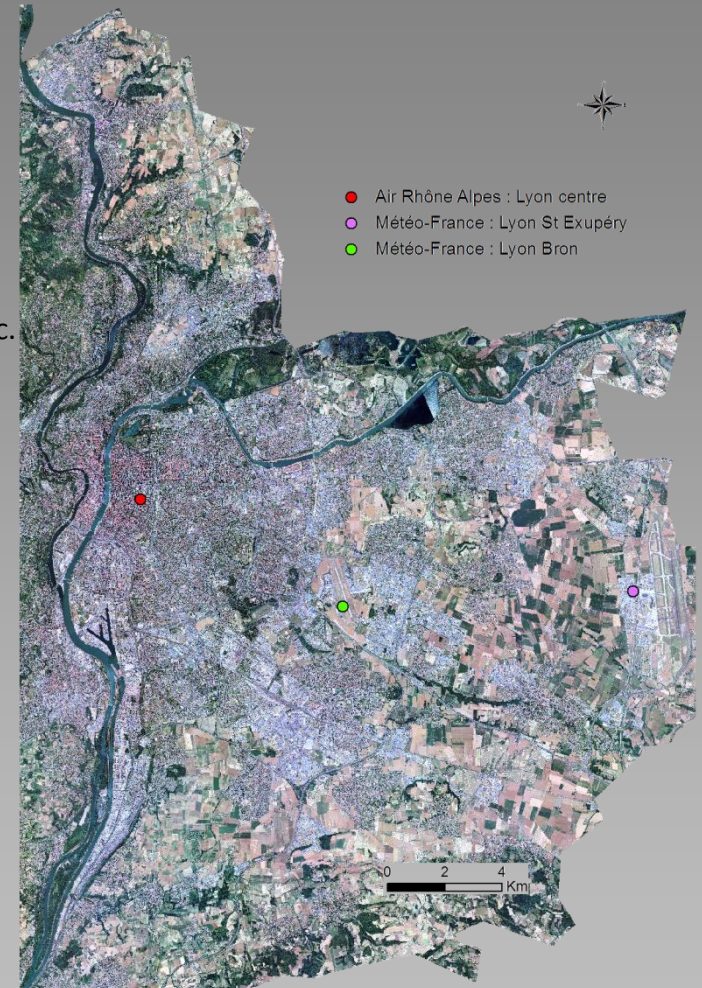 Air Rhône Alpes : Lyon centre
Météo-France : Lyon St Exupéry
Météo-France : Lyon Bron
c.
0 2 4
Km